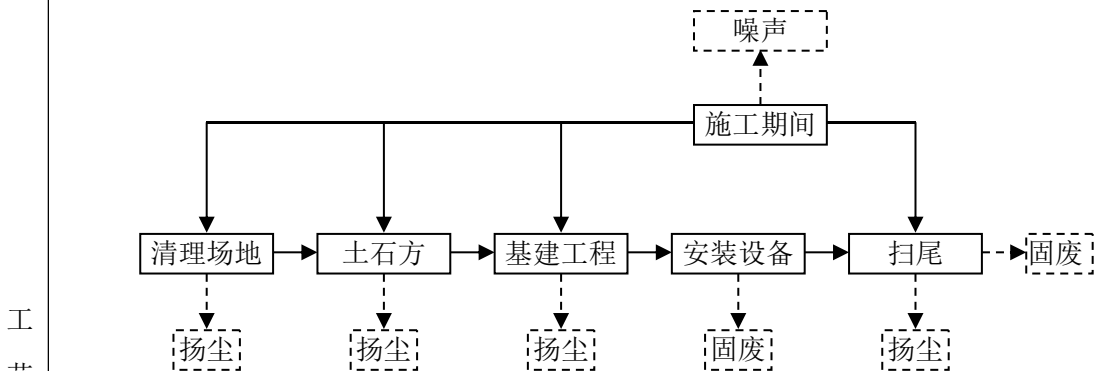 噪声
施工期间
清理场地 土石方 基建工程 安装设备 扫尾 固废
工
扬尘 扬尘 扬尘 固废 扬尘